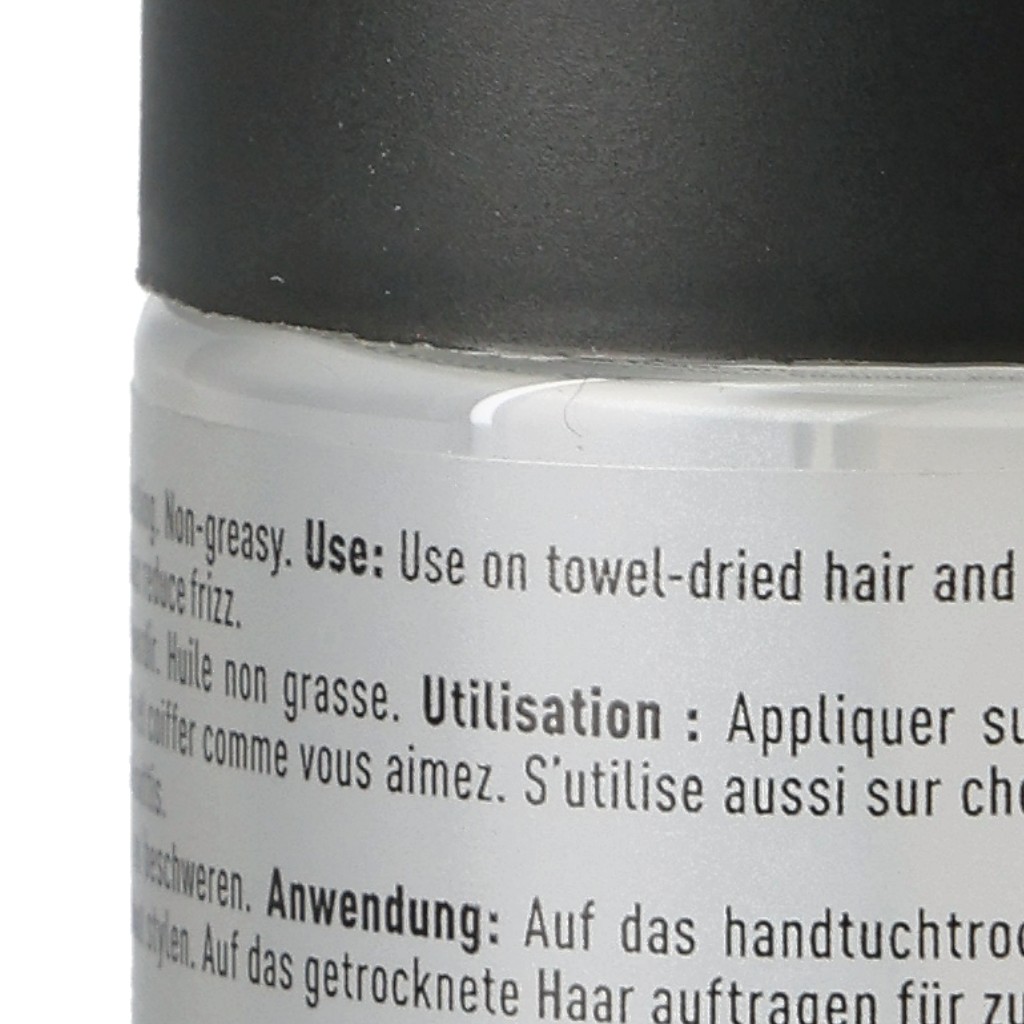 Non-greasy. Use: Use on towel-dried hair and
reduce frizz.
Huile non grasse. Utilisation : Appliquer su
coiffer comme vous aimez. S'utilise aussi sur che
beschweren. Anwendung: Auf das handtuchtroc
stylen. Auf das getrocknete Haar auftragen für zu